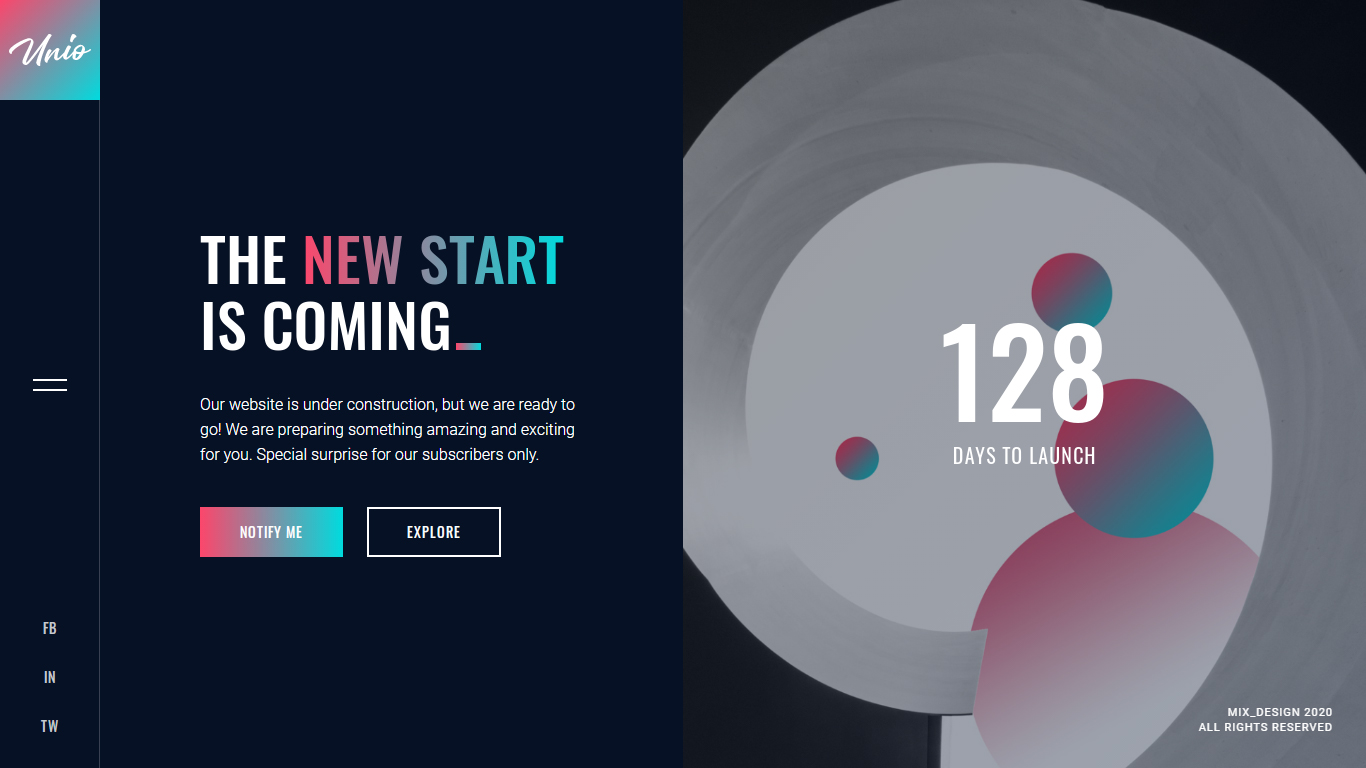 Unio
THE NEW START
IS COMING_
Our website is under construction, but we are ready to
go! We are preparing something amazing and exciting
for you. Special surprise for our subscribers only.
NOTIFY ME
EXPLORE
FB
IN
TW
128
DAYS TO LAUNCH
MIX_DESIGN 2020
ALL RIGHTS RESERVED